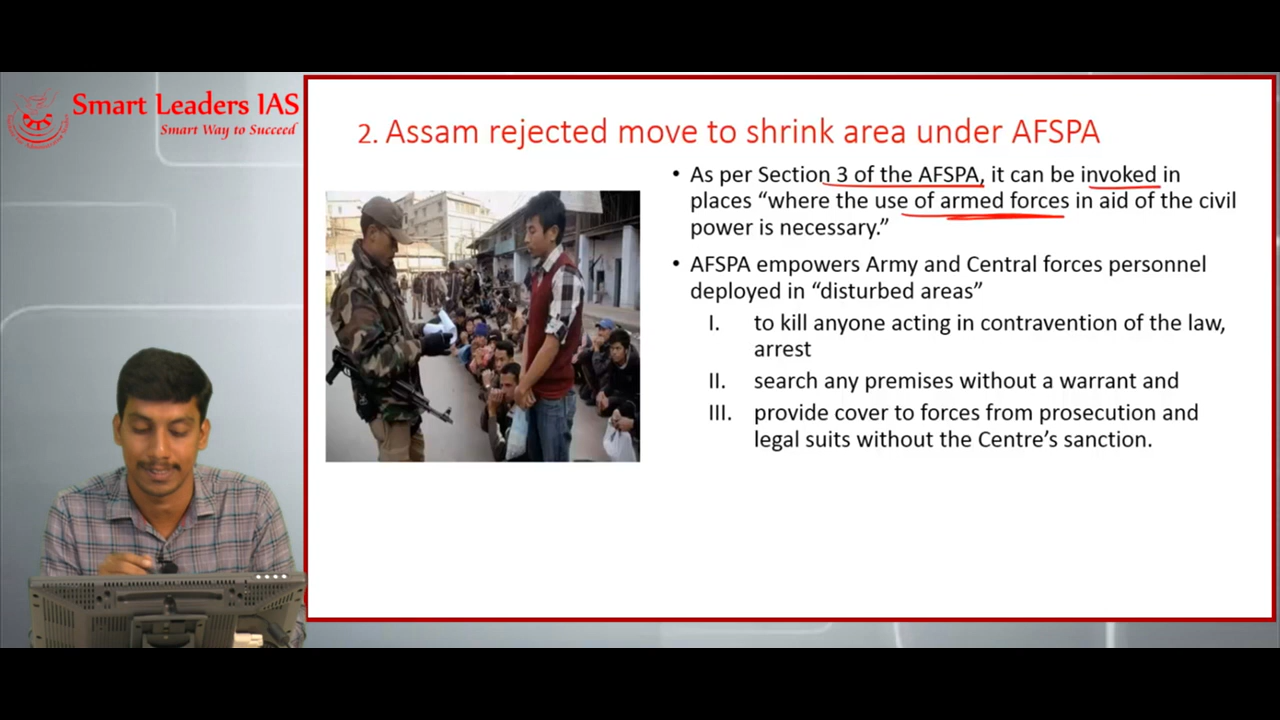 Smart Leaders IAS
Smart Way to Succeed
2. Assam rejected move to shrink area under AFSPA
• As per Section 3 of the AFSPA, it can be invoked in
places “where the use of armed forces in aid of the civil
power is necessary.”
• AFSPA empowers Army and Central forces personnel
deployed in “disturbed areas”
I. to kill anyone acting in contravention of the law,
arrest
II. search any premises without a warrant and
III. provide cover to forces from prosecution and
legal suits without the Centre’s sanction.